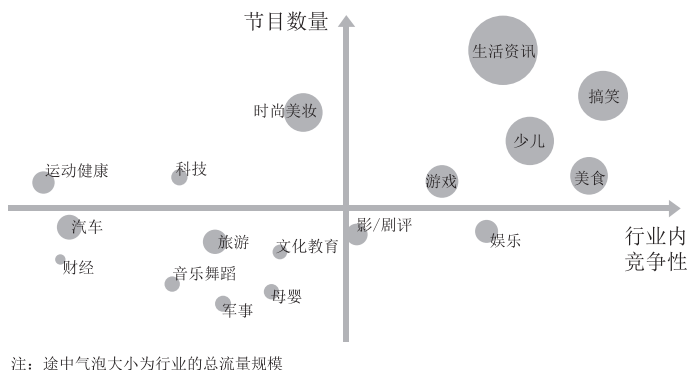 节目数量
生活资讯
搞笑
时尚美妆
少儿
运动健康
科技
游戏
美食
汽车
旅游
影/剧评
娱乐
行业内
竞争性
文化教育
财经
音乐舞蹈
母婴
军事
注：途中气泡大小为行业的总流量规模